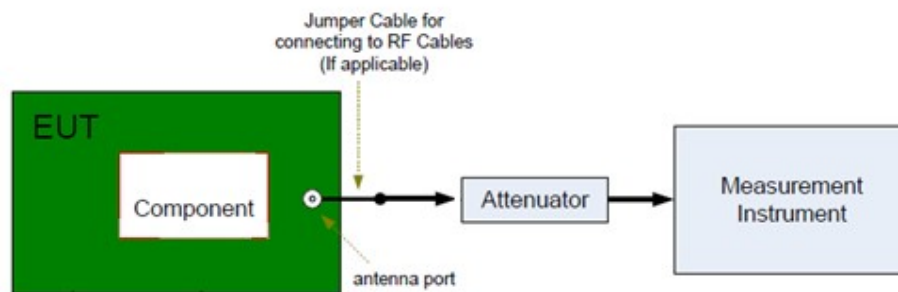 Jumper Cable for
connecting to RF Cables
(If applicable)
EUT
Component
Attenuator
Measurement
Instrument
antenna port